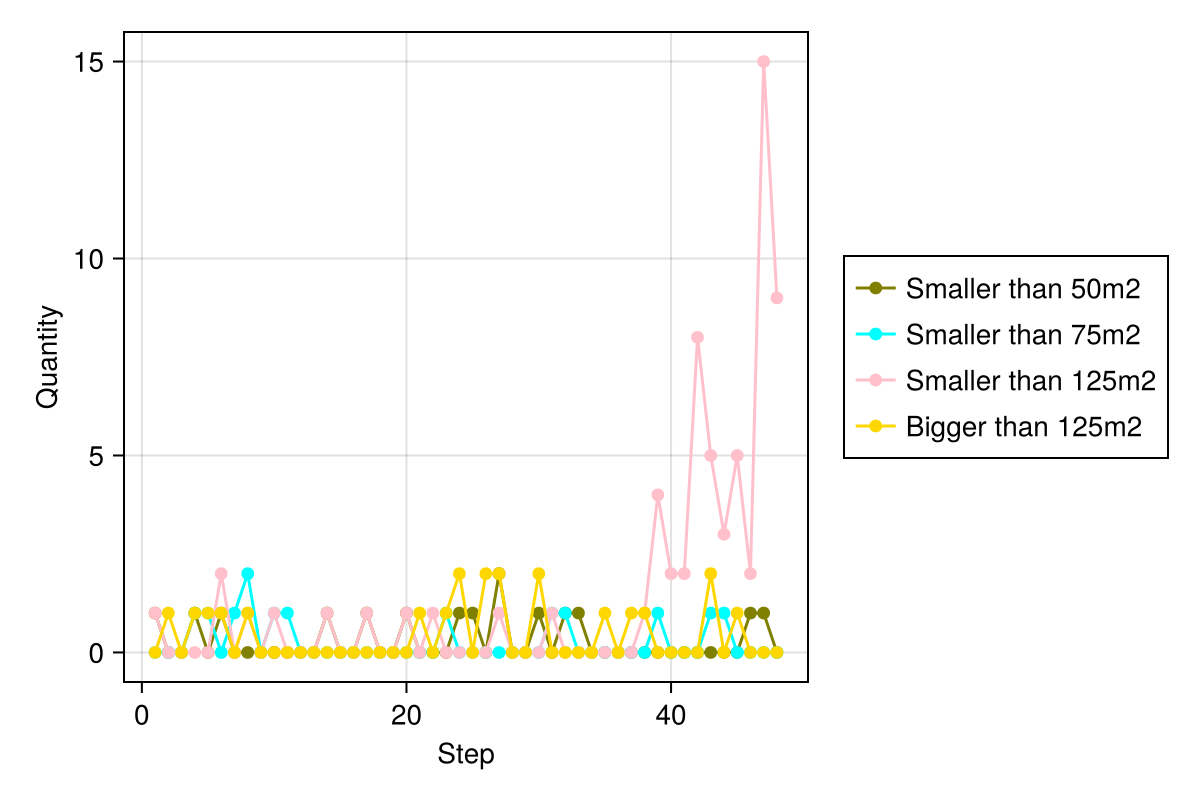 15
10
5
0
Quantity
0 20 40
Step
Smaller than 50m2
Smaller than 75m2
Smaller than 125m2
Bigger than 125m2